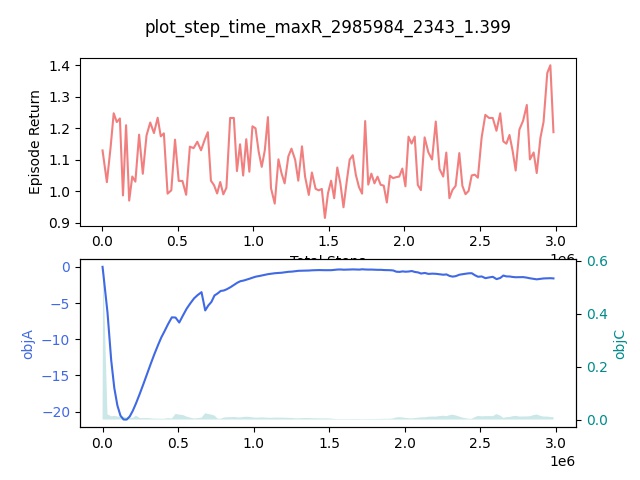 plot_step_time_maxR_2985984_2343_1.399
Episode Return
1.4
1.3
1.2
1.1
1.0
0.9
0.0 0.5 1.0 1.5 2.0 2.5 3.0
1e6
Total Steps
objA
0
−5
−10
−15
−20
0.6
0.4
0.2
0.0
objC
0.0 0.5 1.0 1.5 2.0 2.5 3.0
1e6